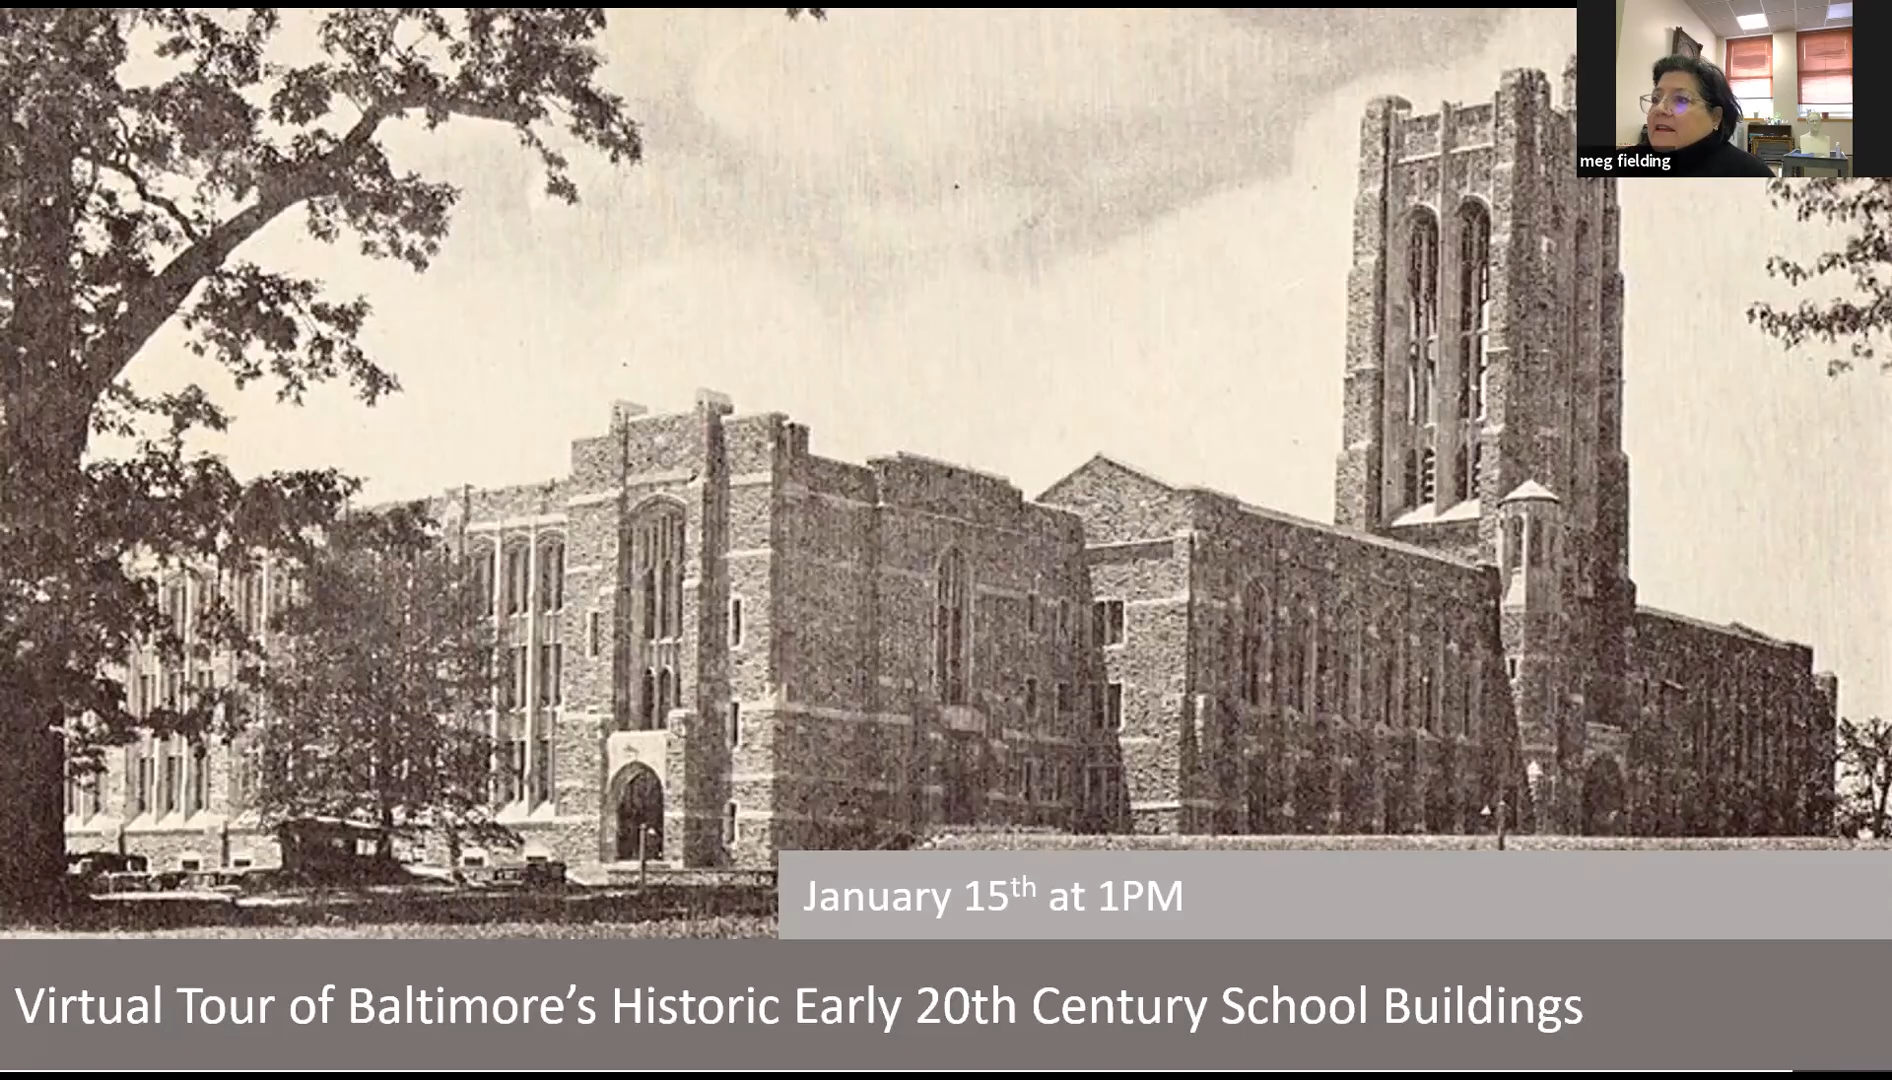 meg fielding
January 15th at 1PM
Virtual Tour of Baltimore’s Historic Early 20th Century School Buildings